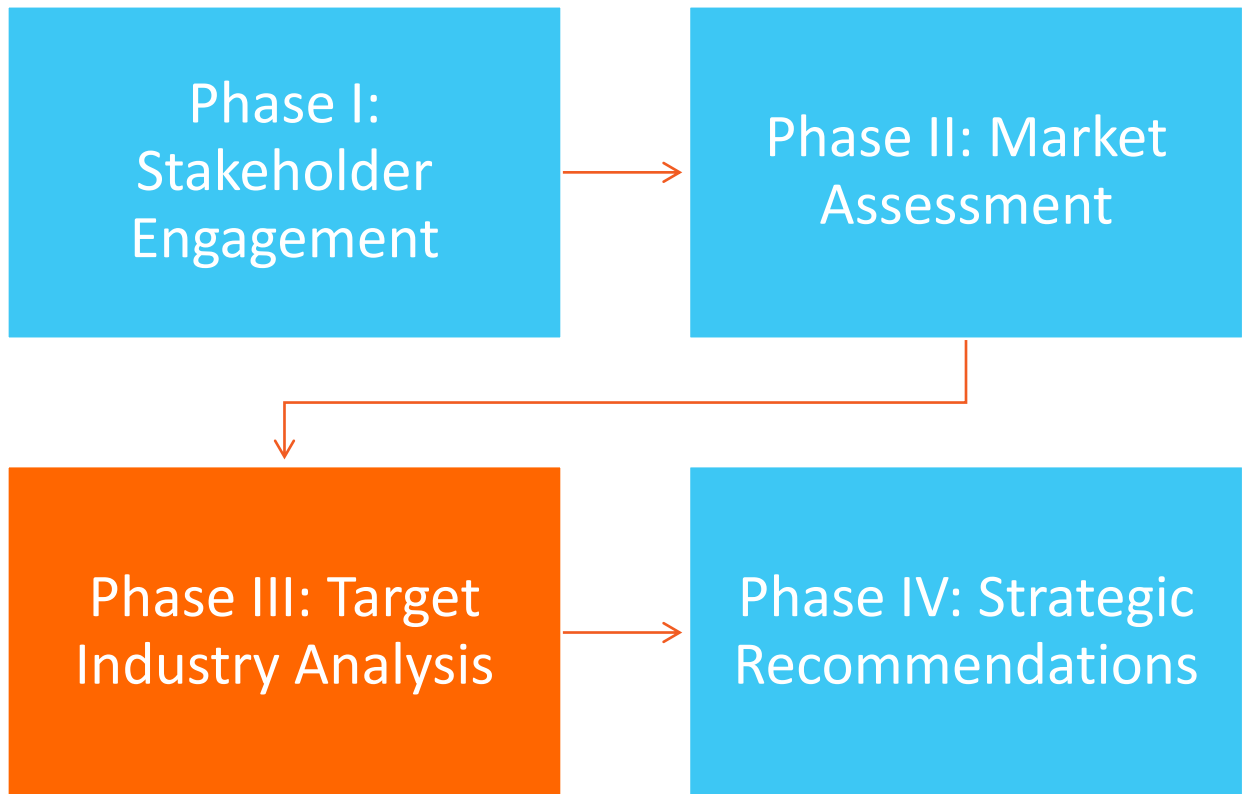 Phase I:
Stakeholder
Engagement
Phase II: Market
Assessment
Phase III: Target
Industry Analysis
Phase IV: Strategic
Recommendations